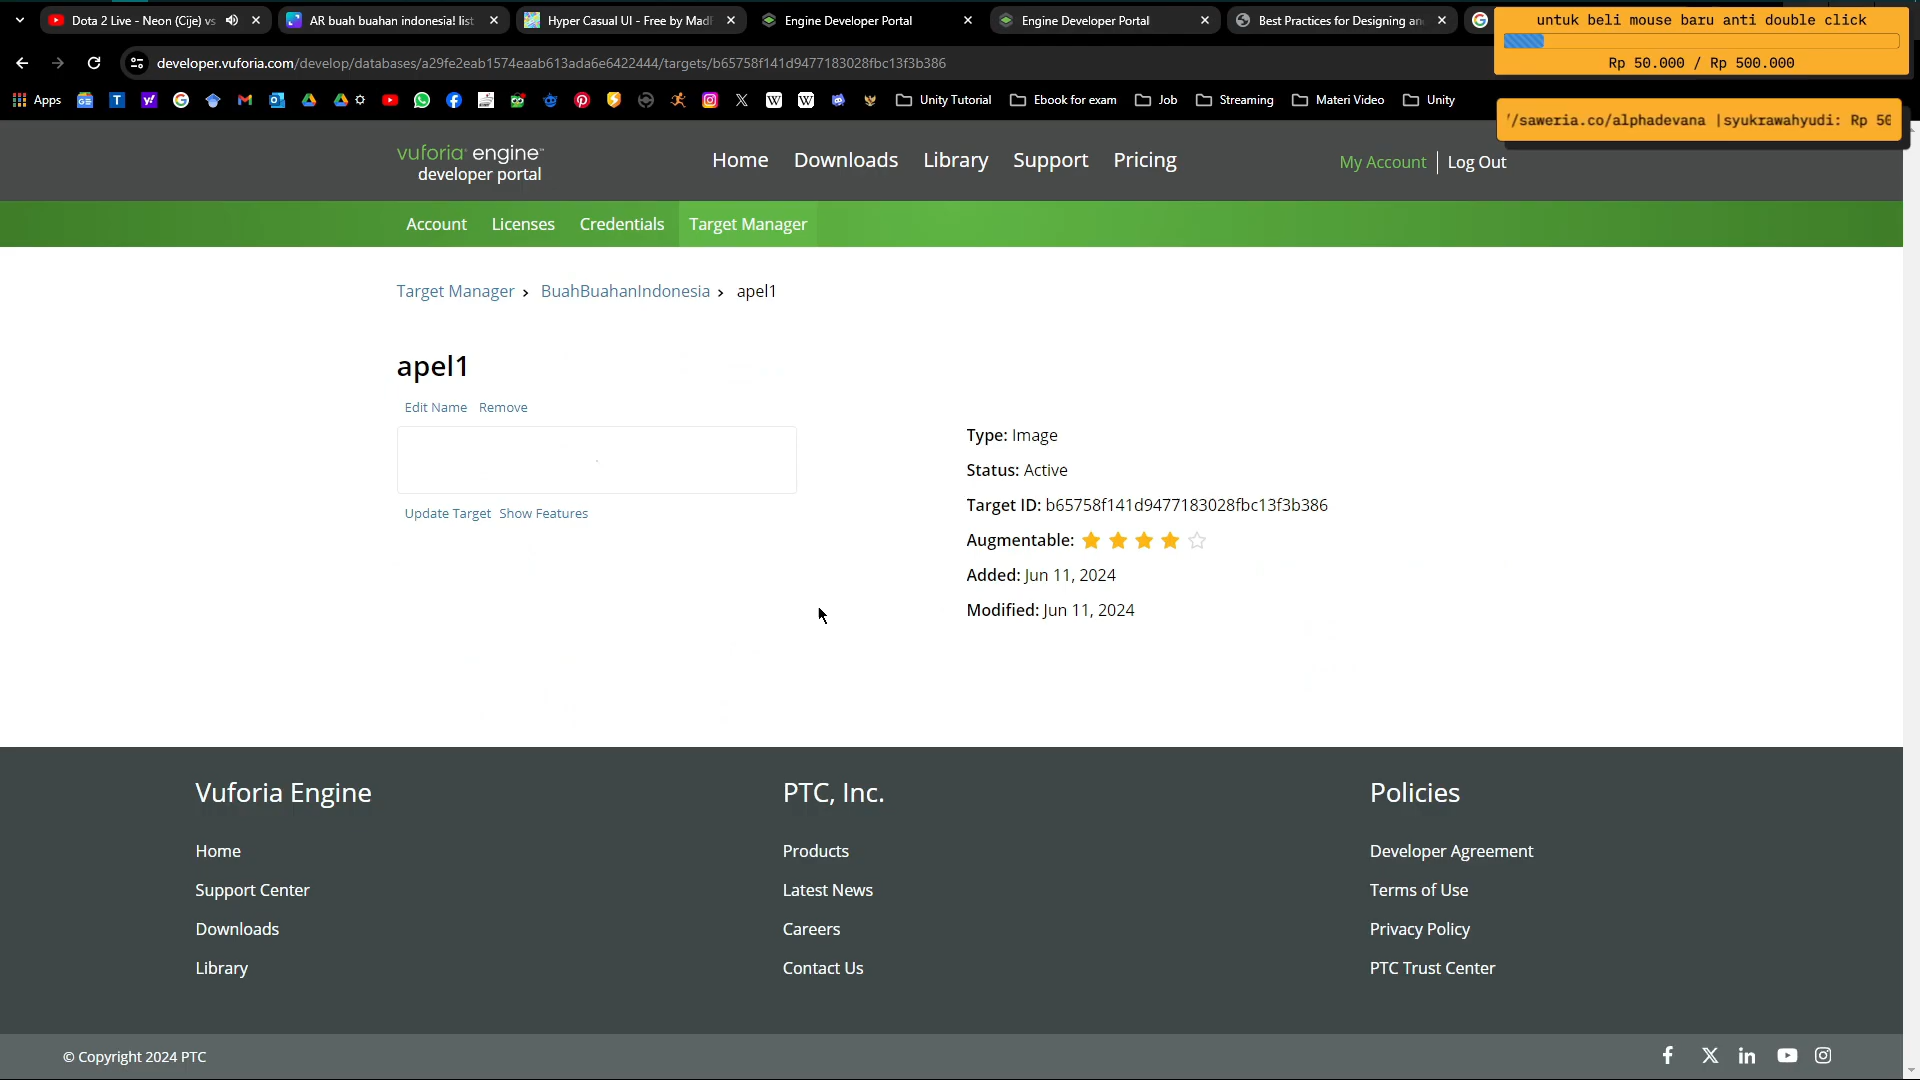 Dota 2 Live - Neon (Cije) vs
AR buah buahan indonesia! list
Hyper Casual UI - Free by Mad
Engine Developer Portal
Engine Developer Portal
Best Practices for Designing an
untuk beli mouse baru anti double click
Rp 50.000 / Rp 500.000
developer.vuforia.com/develop/databases/a29fe2eab1574eaab613ada6e6422444/targets/b65758f141d9477183028fbc13f3b386
Apps
Unity Tutorial
Ebook for exam
Job
Streaming
Materi Video
Unity
/saweria.co/alphadevana |syukrawahyudi: Rp 50
vuforia engine™
developer portal
Home Downloads Library Support Pricing
My Account Log Out
Account Licenses Credentials Target Manager
Target Manager › BuahBuahanIndonesia › apel1
apel1
Edit Name Remove
Update Target Show Features
Type: Image
Status: Active
Target ID: b65758f141d9477183028fbc13f3b386
Augmentable:
Added: Jun 11, 2024
Modified: Jun 11, 2024
Vuforia Engine
Home
Support Center
Downloads
Library
PTC, Inc.
Products
Latest News
Careers
Contact Us
Policies
Developer Agreement
Terms of Use
Privacy Policy
PTC Trust Center
© Copyright 2024 PTC